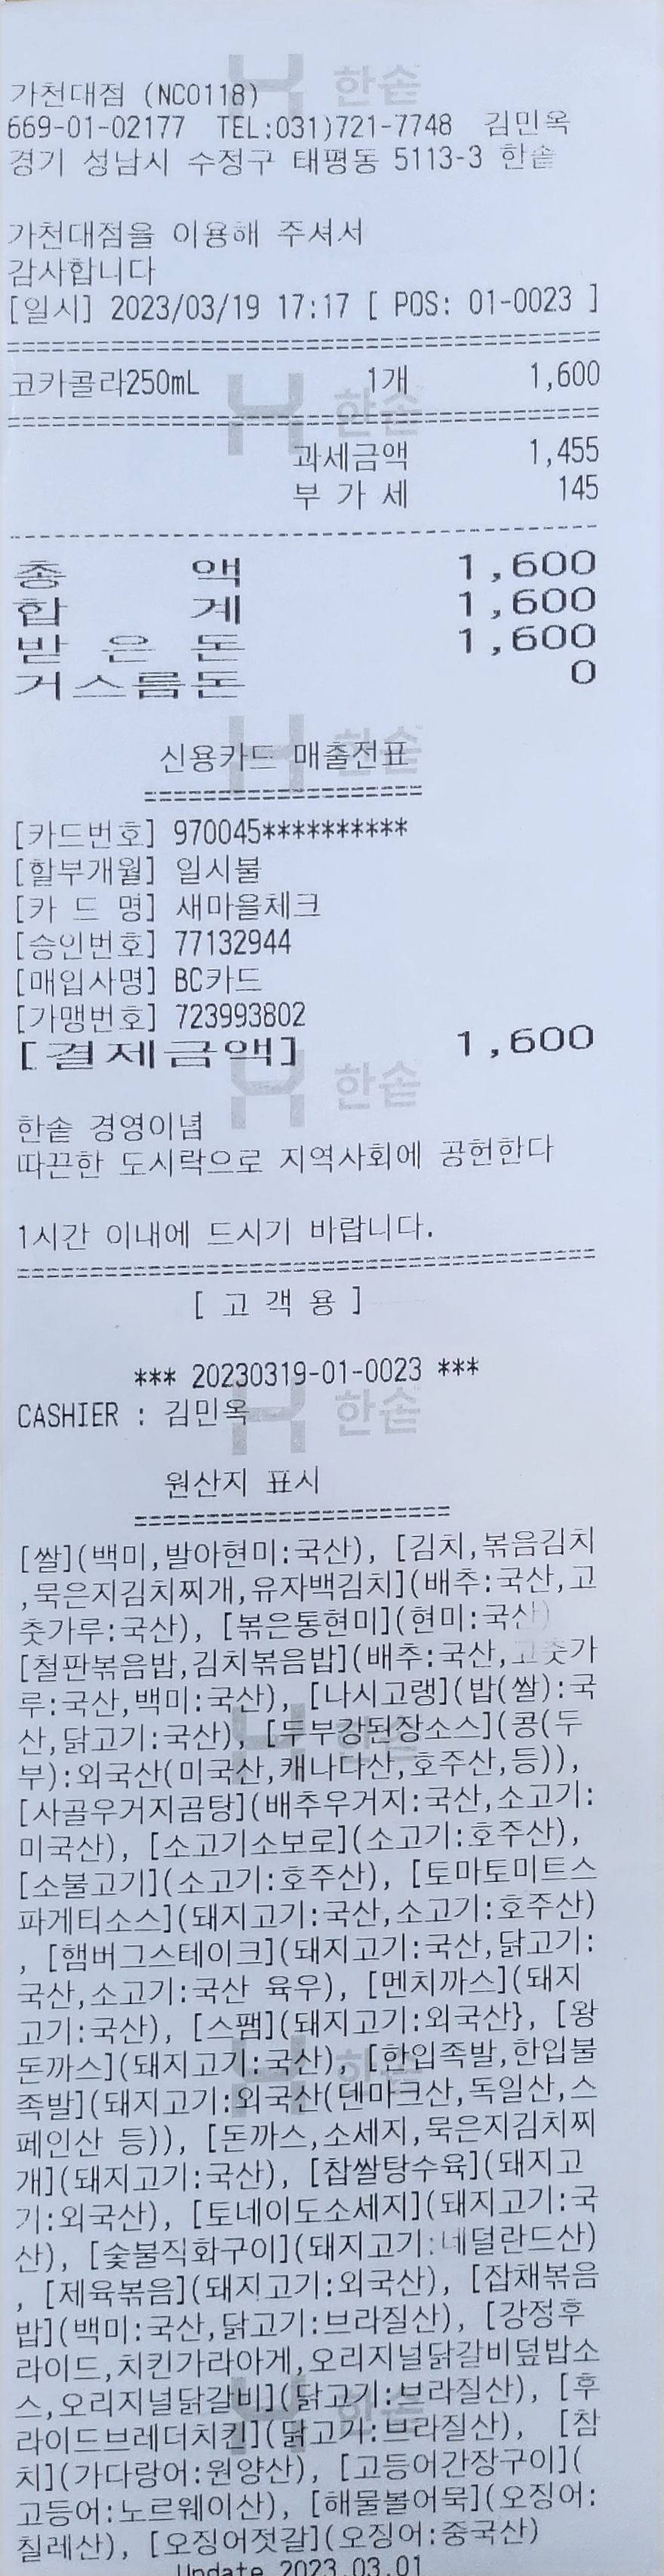 가천대점 (NC0118)
669-01-02177 TEL:031)721-7748 김민옥
경기 성남시 수정구 태평동 5113-3 한솥
가천대점을 이용해 주셔서
감사합니다
[일시] 2023/03/19 17:17 [ POS: 01-0023 ]
코카콜라250mL 1개 1,600
과세금액 1,455
부 가 세 145
총 액 1,600
합 계 1,600
받 은 돈 1,600
거스름돈 0
신용카드 매출전표
[카드번호] 970045**********
[할부개월] 일시불
[카 드 명] 새마을체크
[승인번호] 77132944
[매입사명] BC카드
[가맹번호] 723993802
[결제금액] 1,600
한솥 경영이념
따끈한 도시락으로 지역사회에 공헌한다
1시간 이내에 드시기 바랍니다.
[ 고 객 용 ]
*** 20230319-01-0023 ***
CASHIER : 김민옥
원산지 표시
[쌀](백미,발아현미:국산), [김치,볶음김치
,묵은지김치찌개,유자백김치](배추:국산,고
춧가루:국산), [볶은통현미](현미:국산)
[철판볶음밥,김치볶음밥](배추:국산,고춧가
루:국산,백미:국산), [나시고랭](밥(쌀):국
산,닭고기:국산), [두부강된장소스](콩(두
부):외국산(미국산,캐나다산,호주산,등)),
[사골우거지곰탕](배추우거지:국산,소고기:
미국산), [소고기소보로](소고기:호주산),
[소불고기](소고기:호주산), [토마토미트스
파게티소스](돼지고기:국산,소고기:호주산)
, [햄버그스테이크](돼지고기:국산,닭고기:
국산,소고기:국산 육우), [멘치까스](돼지
고기:국산), [스팸](돼지고기:외국산}, [왕
돈까스](돼지고기:국산), [한입족발,한입불
족발](돼지고기:외국산(덴마크산,독일산,스
페인산 등)), [돈까스,소세지,묵은지김치찌
개](돼지고기:국산), [찹쌀탕수육](돼지고
기:외국산), [토네이도소세지](돼지고기:국
산), [숯불직화구이](돼지고기:네덜란드산)
, [제육볶음](돼지고기:외국산), [잡채볶음
밥](백미:국산,닭고기:브라질산), [강정후
라이드,치킨가라아게,오리지널닭갈비덮밥소
스,오리지널닭갈비](닭고기:브라질산), [후
라이드브레더치킨](닭고기:브라질산), [참
치](가다랑어:원양산), [고등어간장구이](
고등어:노르웨이산), [해물볼어묵](오징어:
칠레산), [오징어젓갈](오징어:중국산)
Update 2023.03.01